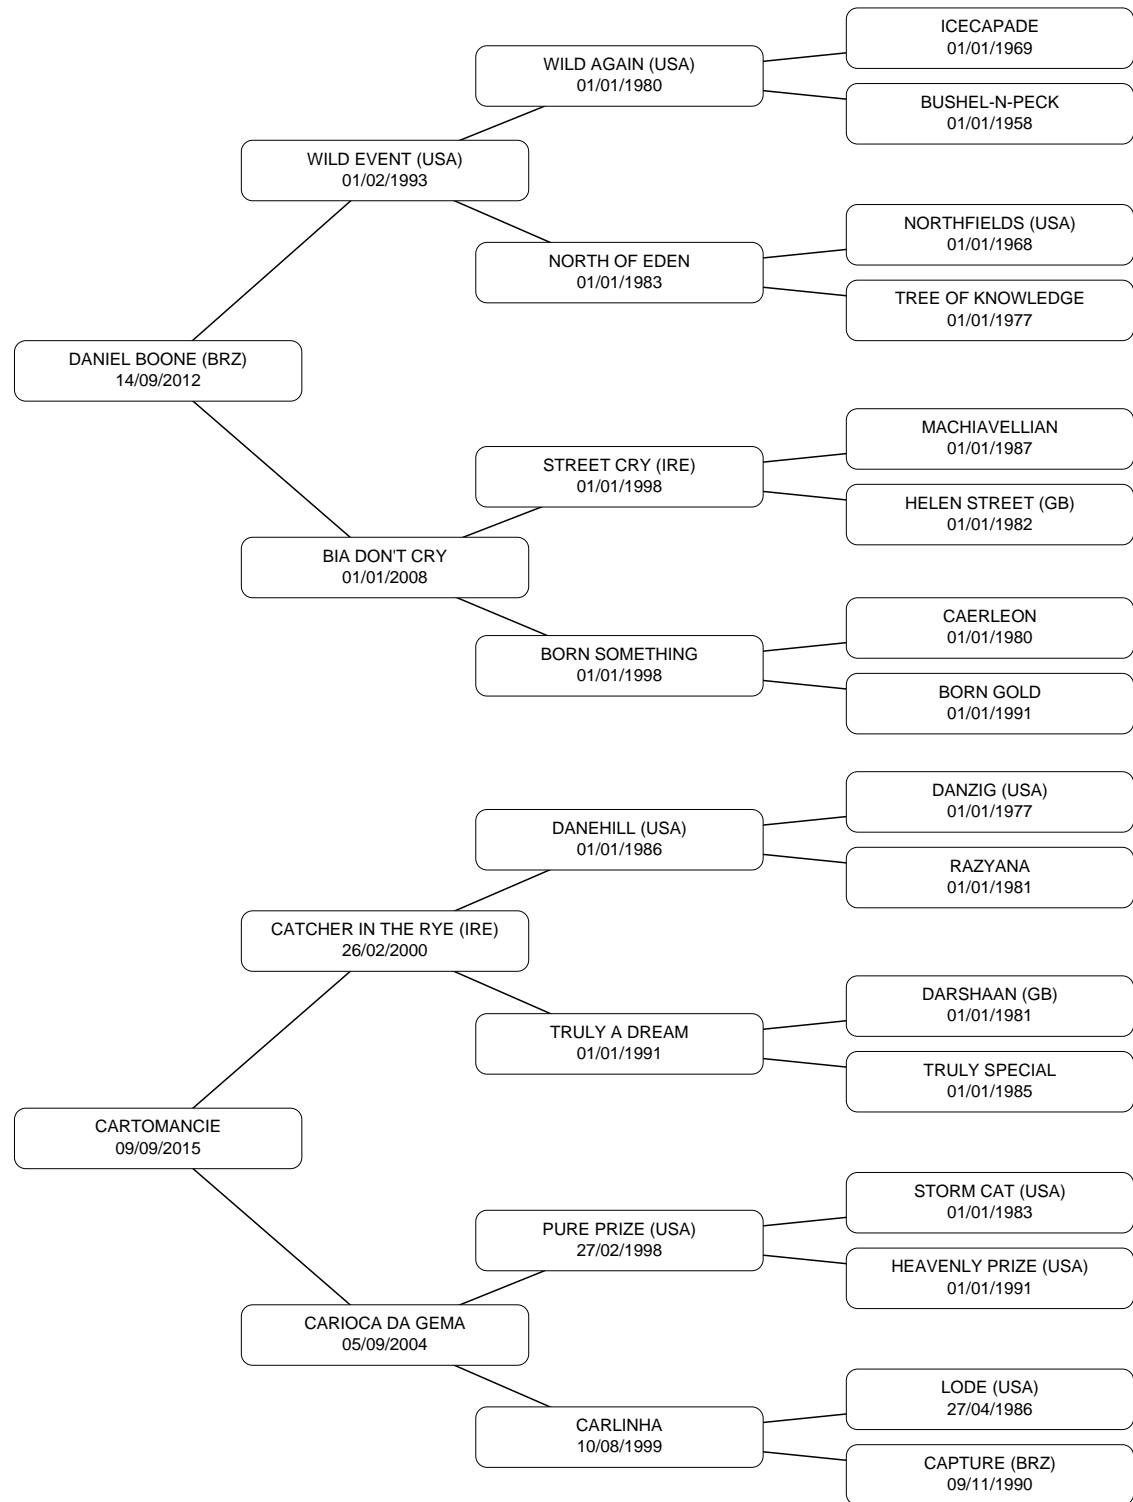 ICECAPADE
01/01/1969
WILD AGAIN (USA)
01/01/1980
BUSHEL-N-PECK
01/01/1958
WILD EVENT (USA)
01/02/1993
NORTHFIELDS (USA)
01/01/1968
NORTH OF EDEN
01/01/1983
TREE OF KNOWLEDGE
01/01/1977
DANIEL BOONE (BRZ)
14/09/2012
MACHIAVELLIAN
01/01/1987
STREET CRY (IRE)
01/01/1998
HELEN STREET (GB)
01/01/1982
BIA DON'T CRY
01/01/2008
CAERLEON
01/01/1980
BORN SOMETHING
01/01/1998
BORN GOLD
01/01/1991
DANZIG (USA)
01/01/1977
DANEHILL (USA)
01/01/1986
RAZYANA
01/01/1981
CATCHER IN THE RYE (IRE)
26/02/2000
DARSHAAN (GB)
01/01/1981
TRULY A DREAM
01/01/1991
TRULY SPECIAL
01/01/1985
CARTOMANCIE
09/09/2015
STORM CAT (USA)
01/01/1983
PURE PRIZE (USA)
27/02/1998
HEAVENLY PRIZE (USA)
01/01/1991
CARIOCA DA GEMA
05/09/2004
LODE (USA)
27/04/1986
CARLINHA
10/08/1999
CAPTURE (BRZ)
09/11/1990